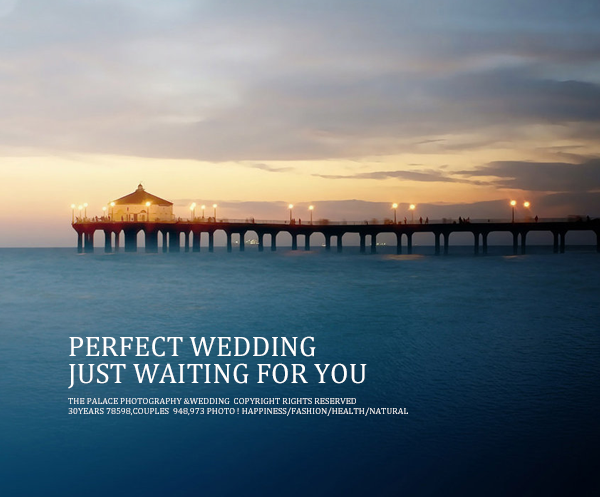 PERFECT WEDDING
JUST WAITING FOR YOU
THE PALACE PHOTOGRAPHY &WEDDING  COPYRIGHT RIGHTS RESERVED
30YEARS 78598,COUPLES  948,973 PHOTO ! HAPPINESS/FASHION/HEALTH/NATURAL